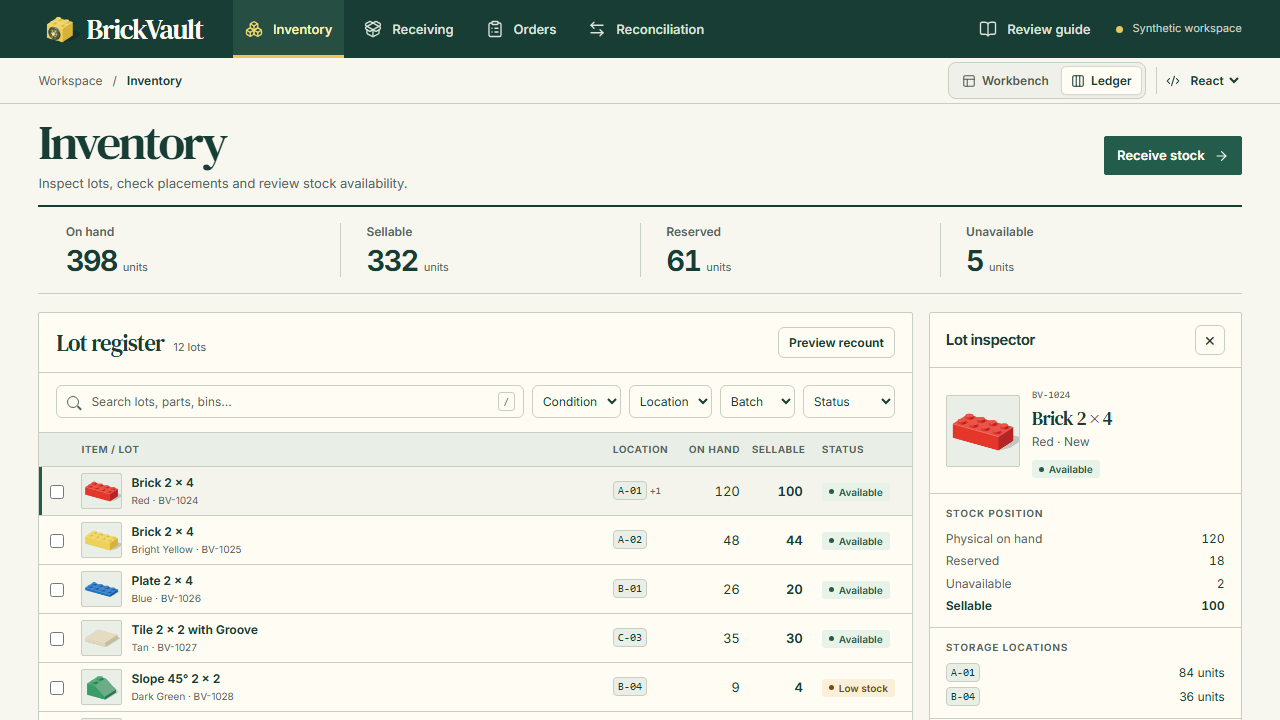 BrickVault
Inventory
Receiving
Orders
Reconciliation
Review guide
Synthetic workspace
Workspace / Inventory
Workbench
Ledger
React
Inventory
Receive stock
Inspect lots, check placements and review stock availability.
On hand
398 units
Sellable
332 units
Reserved
61 units
Unavailable
5 units
Lot register 12 lots
Preview recount
Search lots, parts, bins... /
Condition
Location
Batch
Status
ITEM / LOT LOCATION ON HAND SELLABLE STATUS
Brick 2 × 4
Red · BV-1024
A-01 +1 120 100 Available
Brick 2 × 4
Bright Yellow · BV-1025
A-02 48 44 Available
Plate 2 × 4
Blue · BV-1026
B-01 26 20 Available
Tile 2 × 2 with Groove
Tan · BV-1027
C-03 35 30 Available
Slope 45° 2 × 2
Dark Green · BV-1028
B-04 9 4 Low stock
Lot inspector
BV-1024
Brick 2 × 4
Red · New
Available
STOCK POSITION
Physical on hand 120
Reserved 18
Unavailable 2
Sellable 100
STORAGE LOCATIONS
A-01 84 units
B-04 36 units